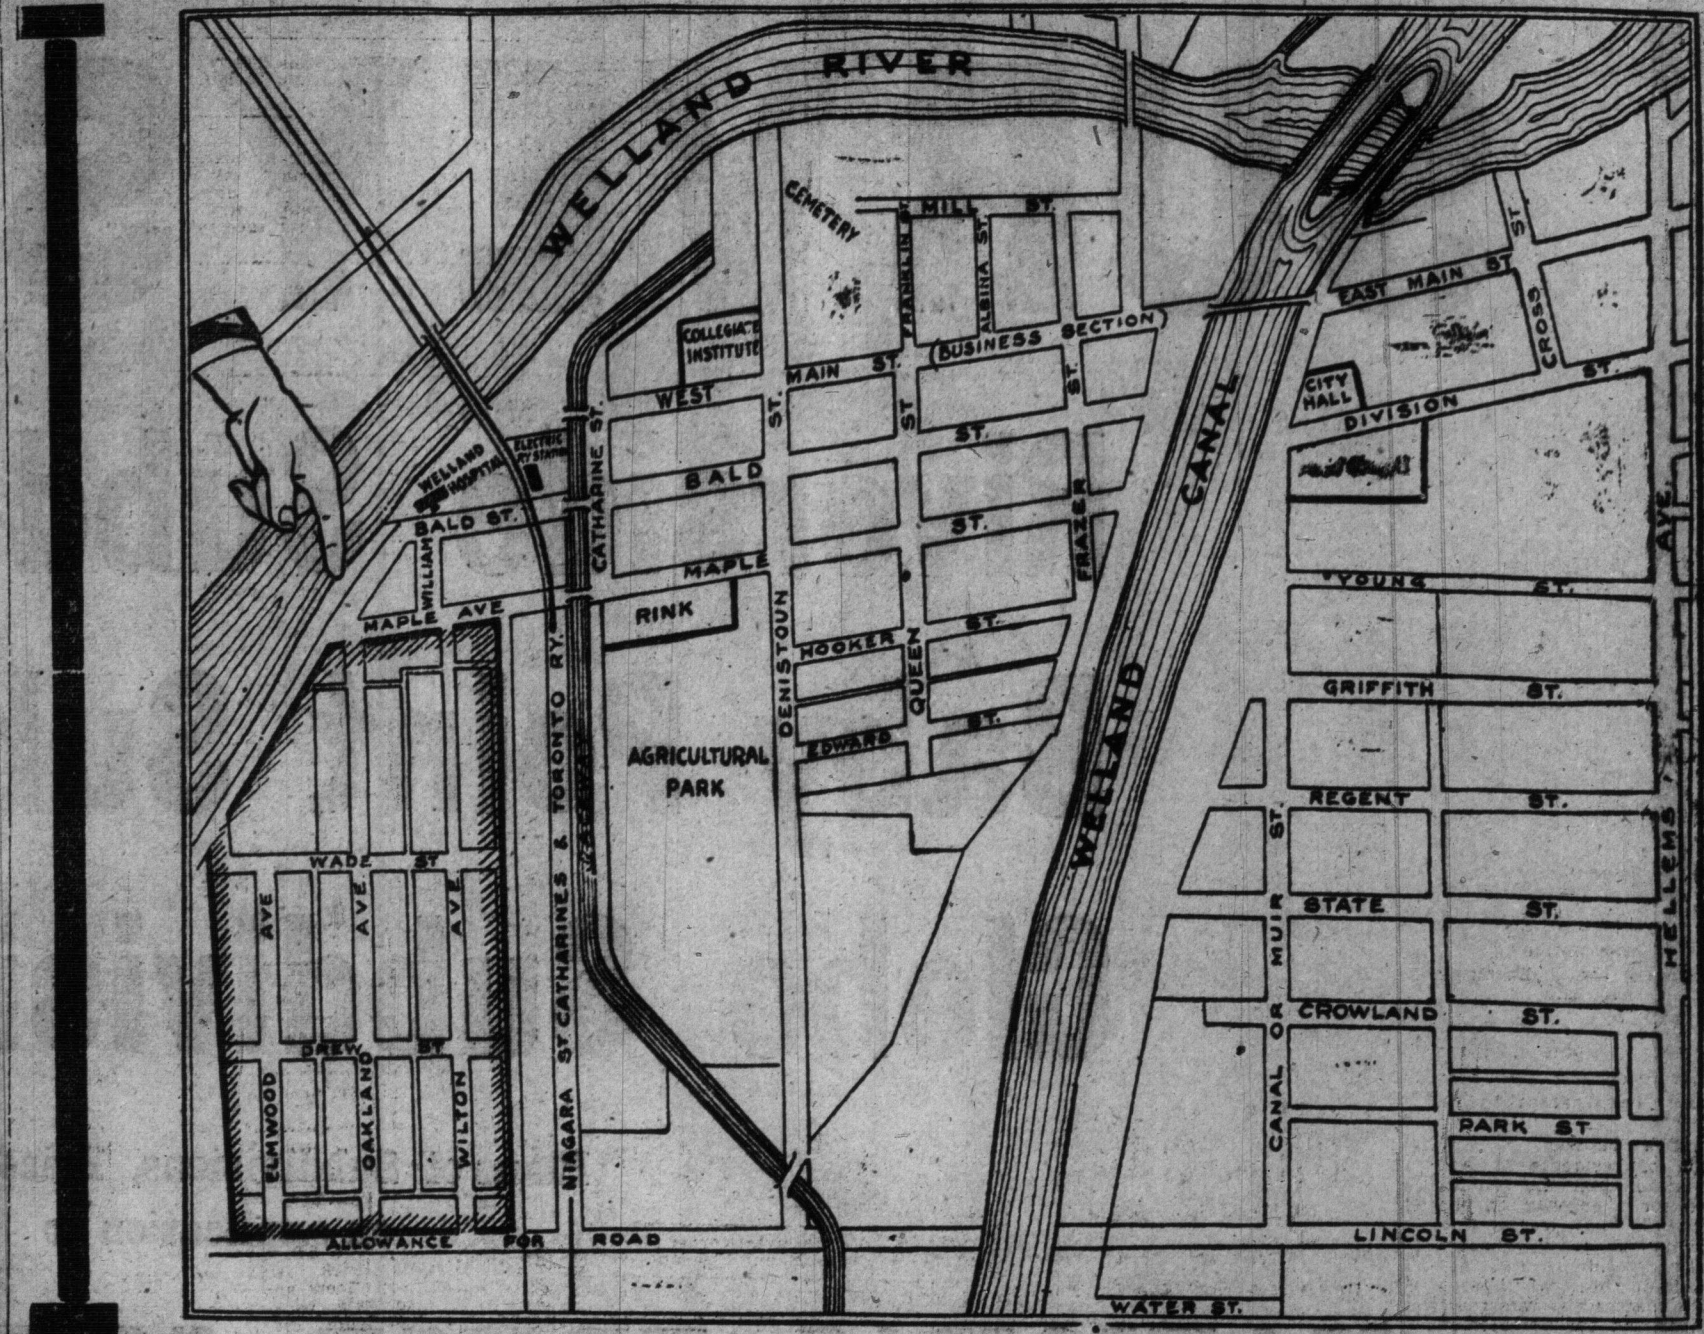 WELLAND RIVER
CEMETERY
MILL ST.
FRANKLIN ST.
ALBINA ST.
ST.
EAST MAIN ST
CROSS
COLLEGIATE
INSTITUTE
WEST MAIN ST. (BUSINESS SECTION)
CITY
HALL
DIVISION ST.
WELLAND
HOSPITAL
ELECTRIC
RY STATION
BALD ST.
BALD ST.
CATHARINE ST.
WILLIAM
MAPLE AVE
MAPLE ST.
RINK
DENISTOUN ST.
QUEEN ST
FRAZER ST.
HOOKER ST.
EDWARD ST.
AGRICULTURAL
PARK
WELLAND CANAL
YOUNG ST.
GRIFFITH ST.
REGENT ST.
STATE ST.
CROWLAND ST.
PARK ST
CANAL OR MUIR ST.
HELLEMS AVE.
WADE ST
DREW ST
ELMWOOD AVE
OAKLAND AVE
WILTON AVE
NIAGARA ST. CATHARINES & TORONTO RY.
ALLOWANCE FOR ROAD
LINCOLN ST.
WATER ST.